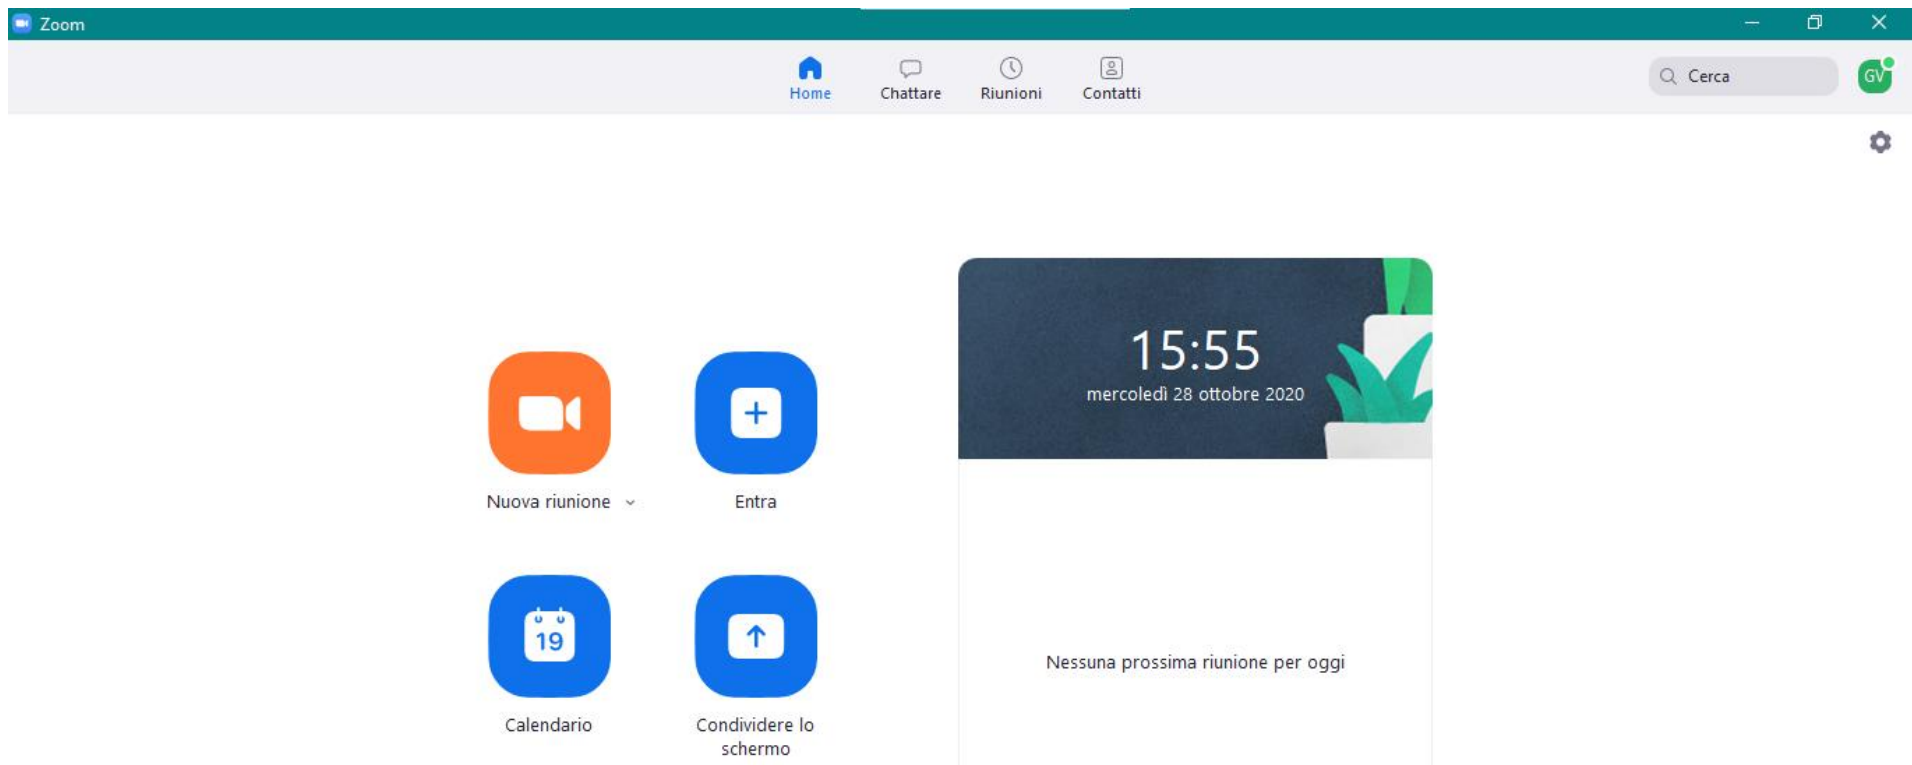 Zoom
Home
Chattare
Riunioni
Contatti
Cerca
GV
15:55
mercoledì 28 ottobre 2020
Nuova riunione
Entra
19
Calendario
Condividere lo
schermo
Nessuna prossima riunione per oggi